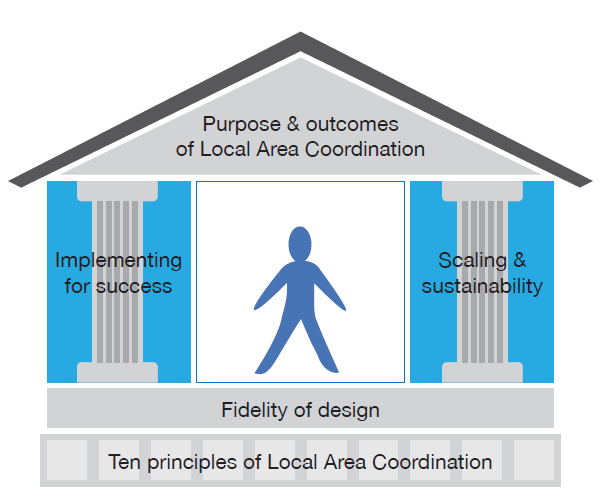 Purpose & outcomes
of Local Area Coordination
Implementing
for success
Scaling &
sustainability
Fidelity of design
Ten principles of Local Area Coordination